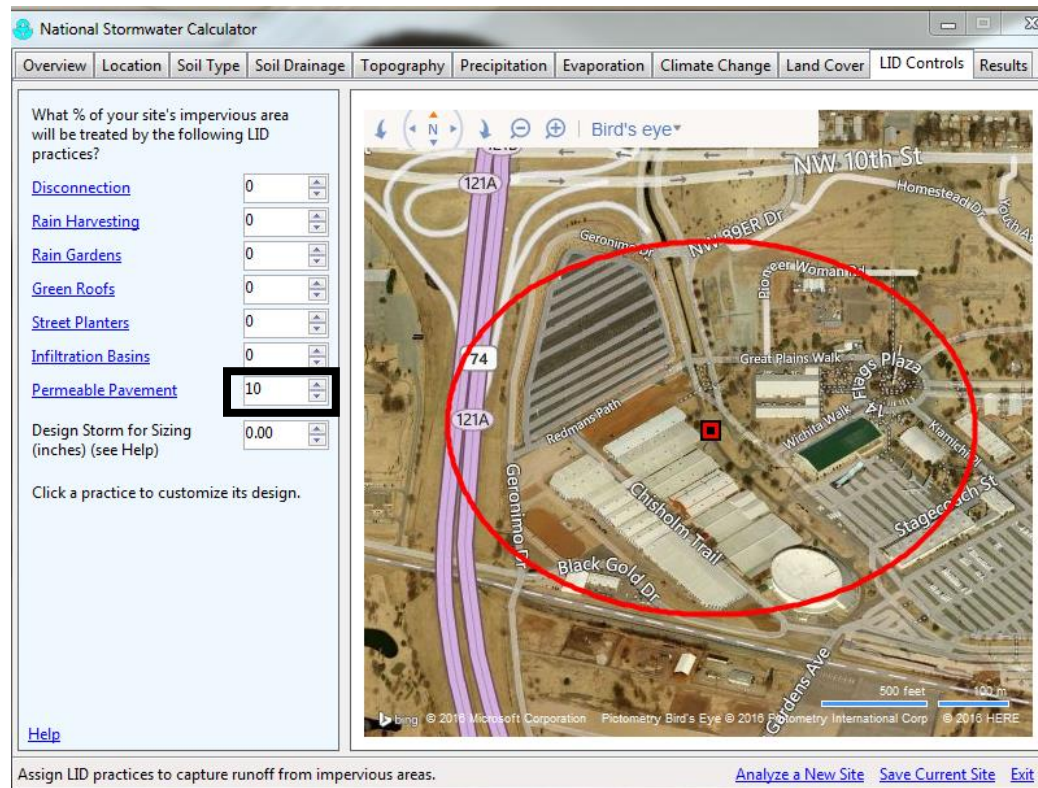 National Stormwater Calculator
Overview Location Soil Type Soil Drainage Topography Precipitation Evaporation Climate Change Land Cover LID Controls Results
What % of your site's impervious area
will be treated by the following LID
practices?
Disconnection 0
Rain Harvesting 0
Rain Gardens 0
Green Roofs 0
Street Planters 0
Infiltration Basins 0
Permeable Pavement 10
Design Storm for Sizing 0.00
(inches) (see Help)
Click a practice to customize its design.
Help
N Bird's eye
121B
NW 10th St
121A
Homestead Dr
Youth Av
NW 89ER Dr
Geronimo Dr
Pioneer Woman Rd
74
Great Plains Walk
Flags Plaza
14
121A
Redmans Path
Wichita Walk
Klamichi Pl
Geronimo Dr
Chisholm Trail
Stagecoach St
Black Gold Dr
Gardens Ave
500 feet 100 m
bing © 2016 Microsoft Corporation Pictometry Bird's Eye © 2016 Pictometry International Corp © 2016 HERE
Assign LID practices to capture runoff from impervious areas.
Analyze a New Site Save Current Site Exit